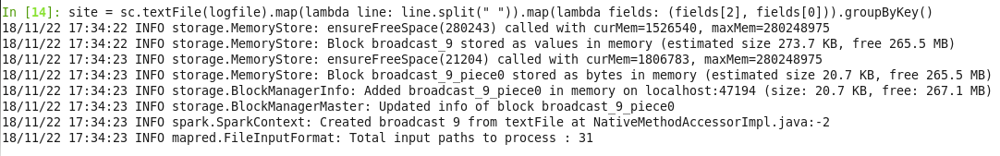 In [14]: site = sc.textFile(logfile).map(lambda line: line.split(" ")).map(lambda fields: (fields[2], fields[0])).groupByKey()
18/11/22 17:34:22 INFO storage.MemoryStore: ensureFreeSpace(280243) called with curMem=1526540, maxMem=280248975
18/11/22 17:34:22 INFO storage.MemoryStore: Block broadcast_9 stored as values in memory (estimated size 273.7 KB, free 265.5 MB)
18/11/22 17:34:23 INFO storage.MemoryStore: ensureFreeSpace(21204) called with curMem=1806783, maxMem=280248975
18/11/22 17:34:23 INFO storage.MemoryStore: Block broadcast_9_piece0 stored as bytes in memory (estimated size 20.7 KB, free 265.5 MB)
18/11/22 17:34:23 INFO storage.BlockManagerInfo: Added broadcast_9_piece0 in memory on localhost:47194 (size: 20.7 KB, free: 267.1 MB)
18/11/22 17:34:23 INFO storage.BlockManagerMaster: Updated info of block broadcast_9_piece0
18/11/22 17:34:23 INFO spark.SparkContext: Created broadcast 9 from textFile at NativeMethodAccessorImpl.java:-2
18/11/22 17:34:23 INFO mapred.FileInputFormat: Total input paths to process : 31